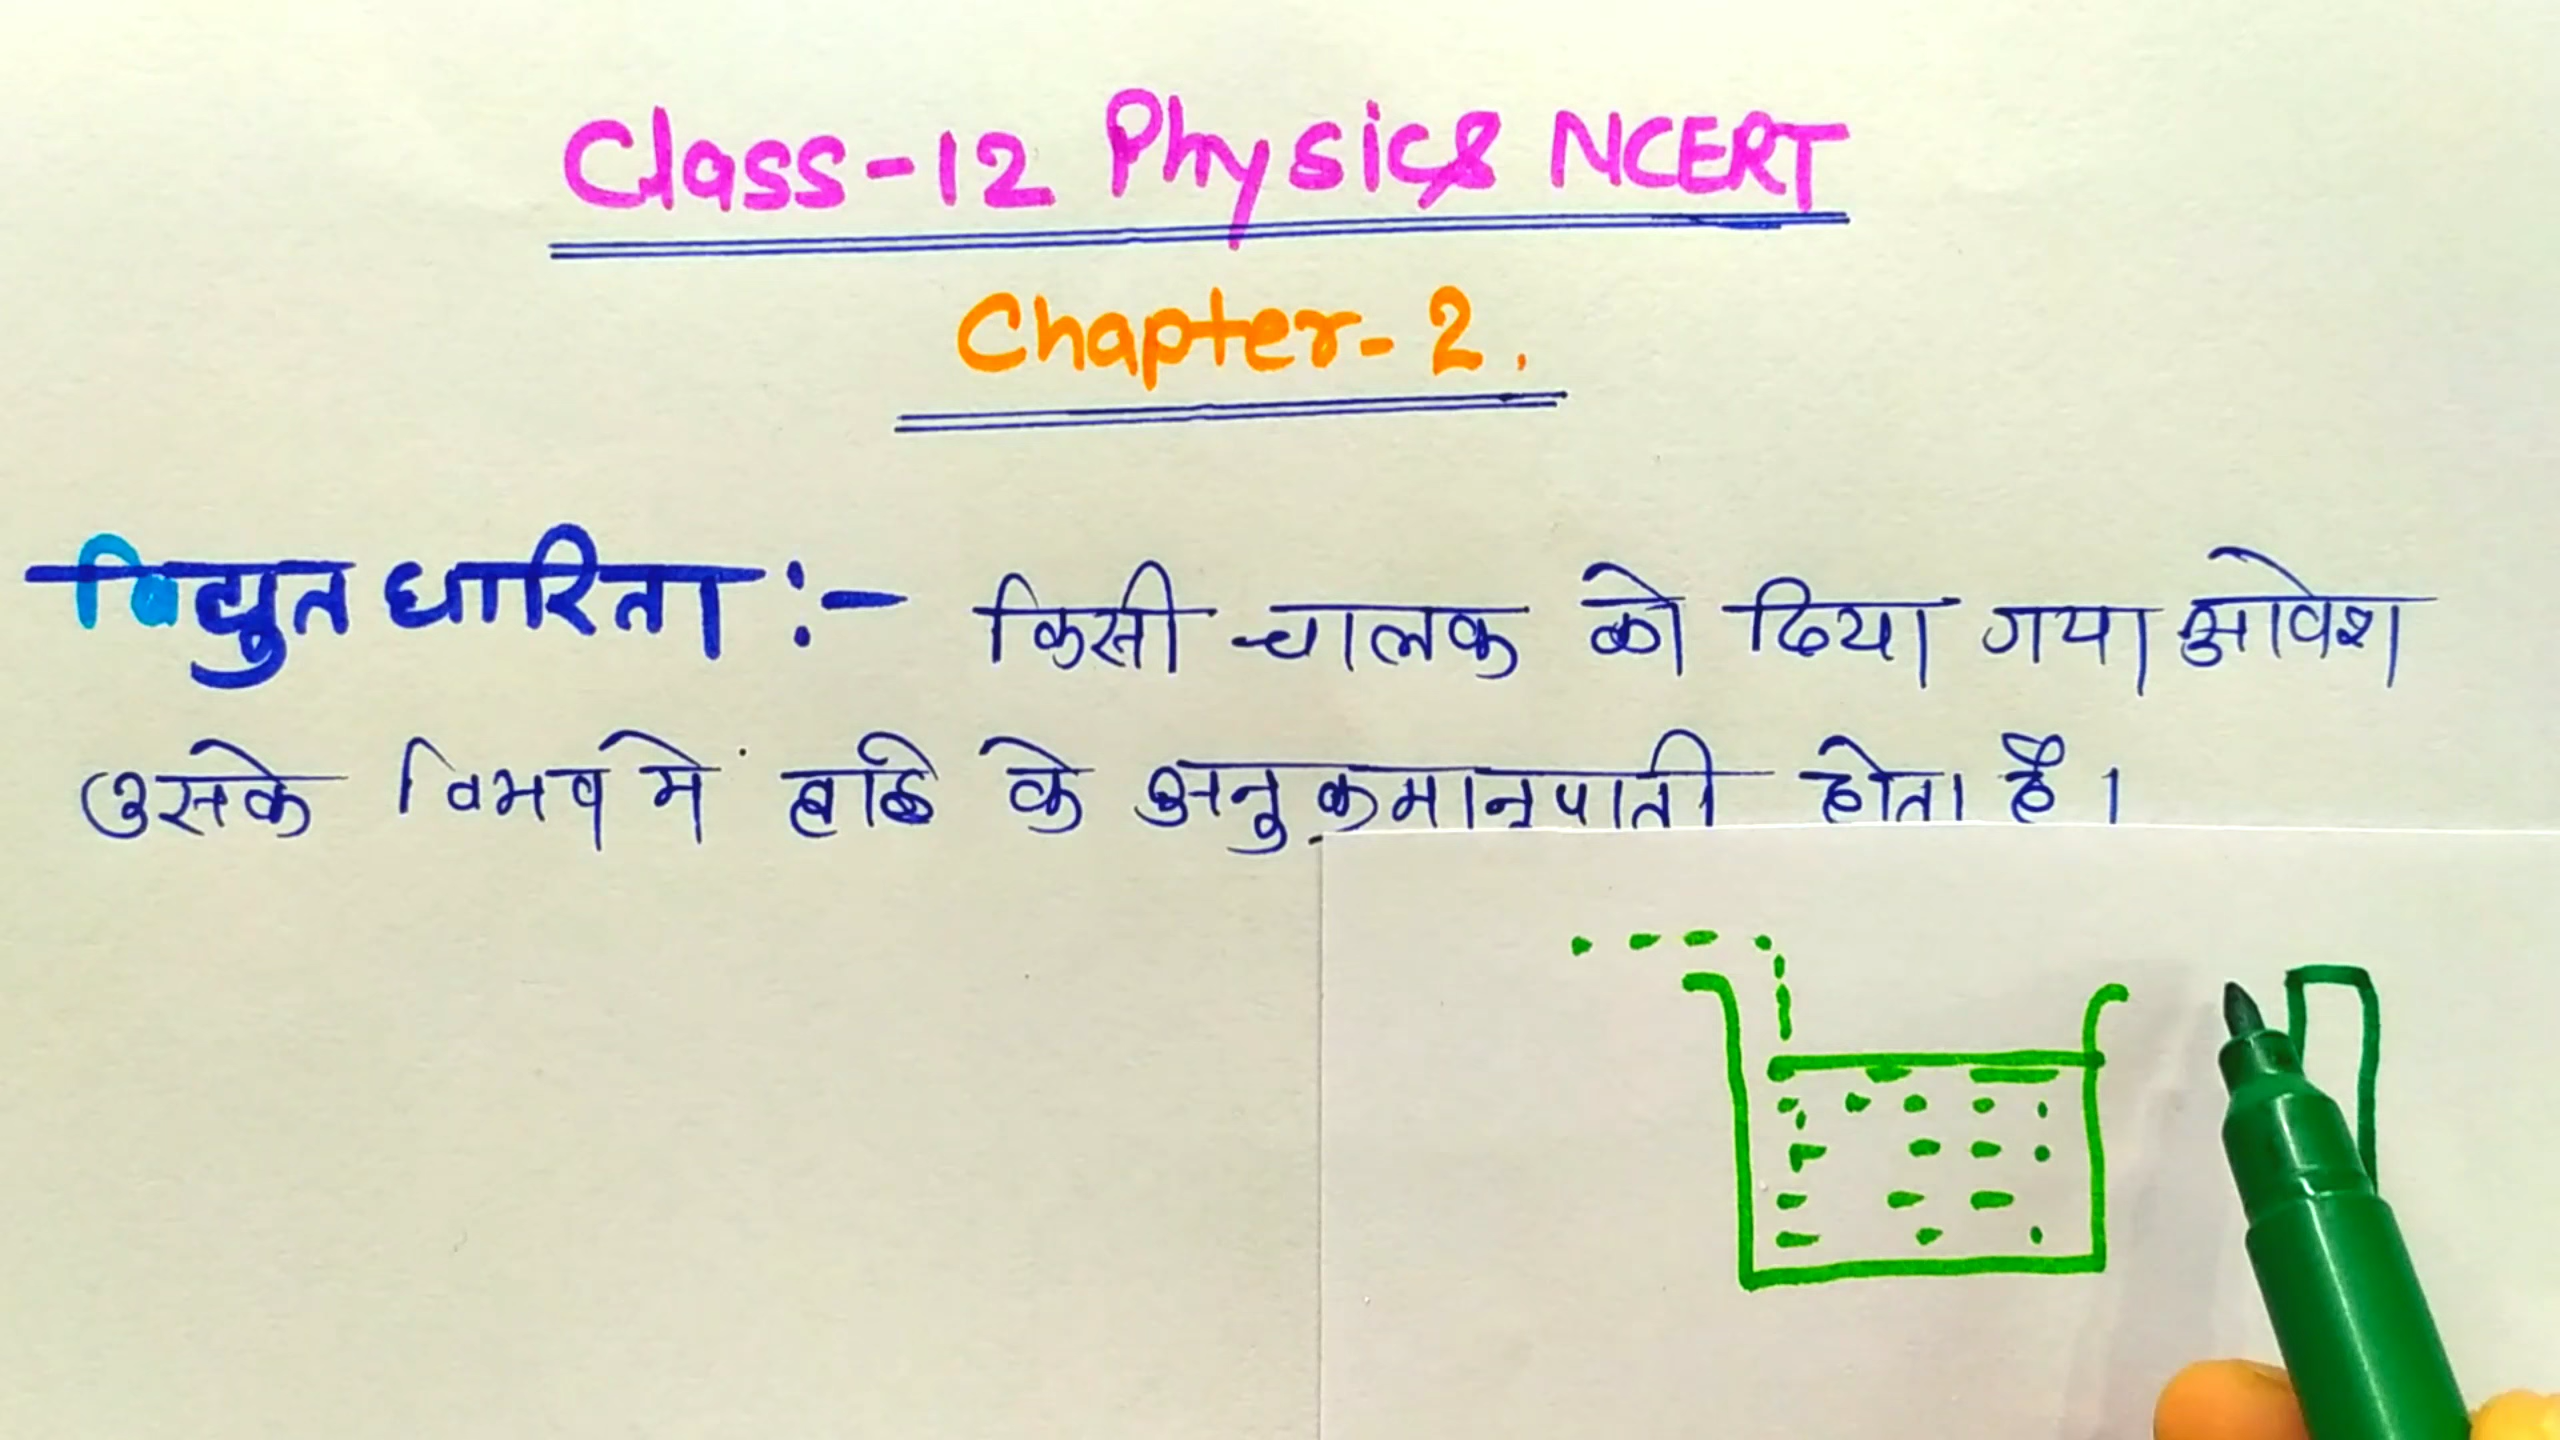 Class-12 Physics NCERT
Chapter-2.
विद्युत धारिता :- किसी चालक को दिया गया आवेश
उसके विभव में वृद्धि के अनुक्रमानुपाती होता है।